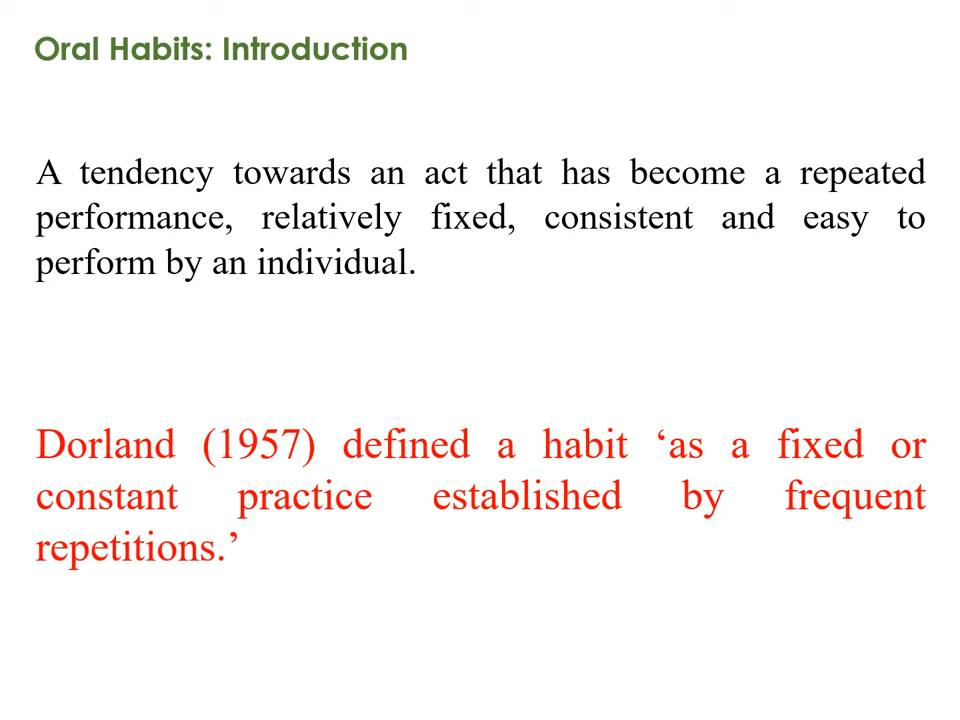 Oral Habits: Introduction
A tendency towards an act that has become a repeated
performance, relatively fixed, consistent and easy to
perform by an individual.
Dorland (1957) defined a habit ‘as a fixed or
constant practice established by frequent
repetitions.’